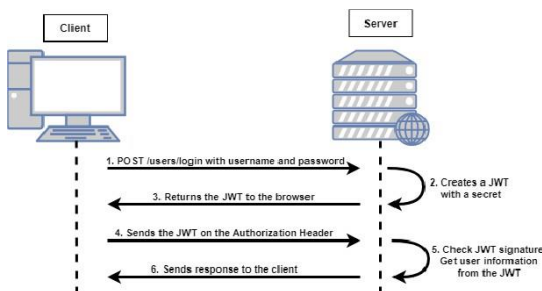 Client
Server
1. POST /users/login with username and password
2. Creates a JWT
with a secret
3. Returns the JWT to the browser
4. Sends the JWT on the Authorization Header
5. Check JWT signature
Get user information
from the JWT
6. Sends response to the client